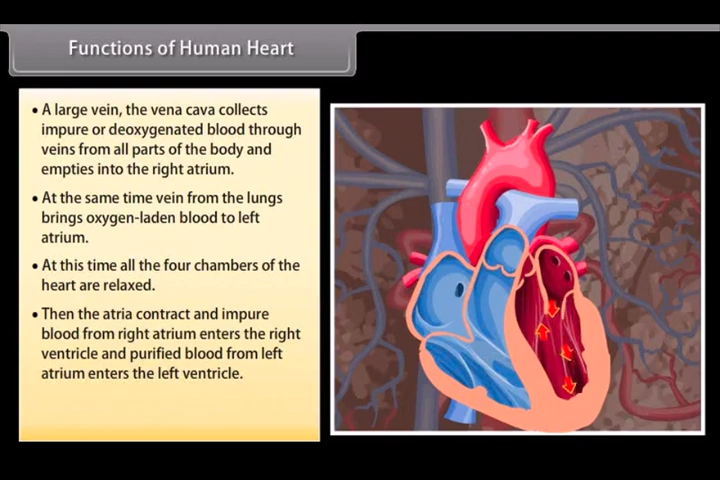 Functions of Human Heart
• A large vein, the vena cava collects
impure or deoxygenated blood through
veins from all parts of the body and
empties into the right atrium.
• At the same time vein from the lungs
brings oxygen-laden blood to left
atrium.
• At this time all the four chambers of the
heart are relaxed.
• Then the atria contract and impure
blood from right atrium enters the right
ventricle and purified blood from left
atrium enters the left ventricle.